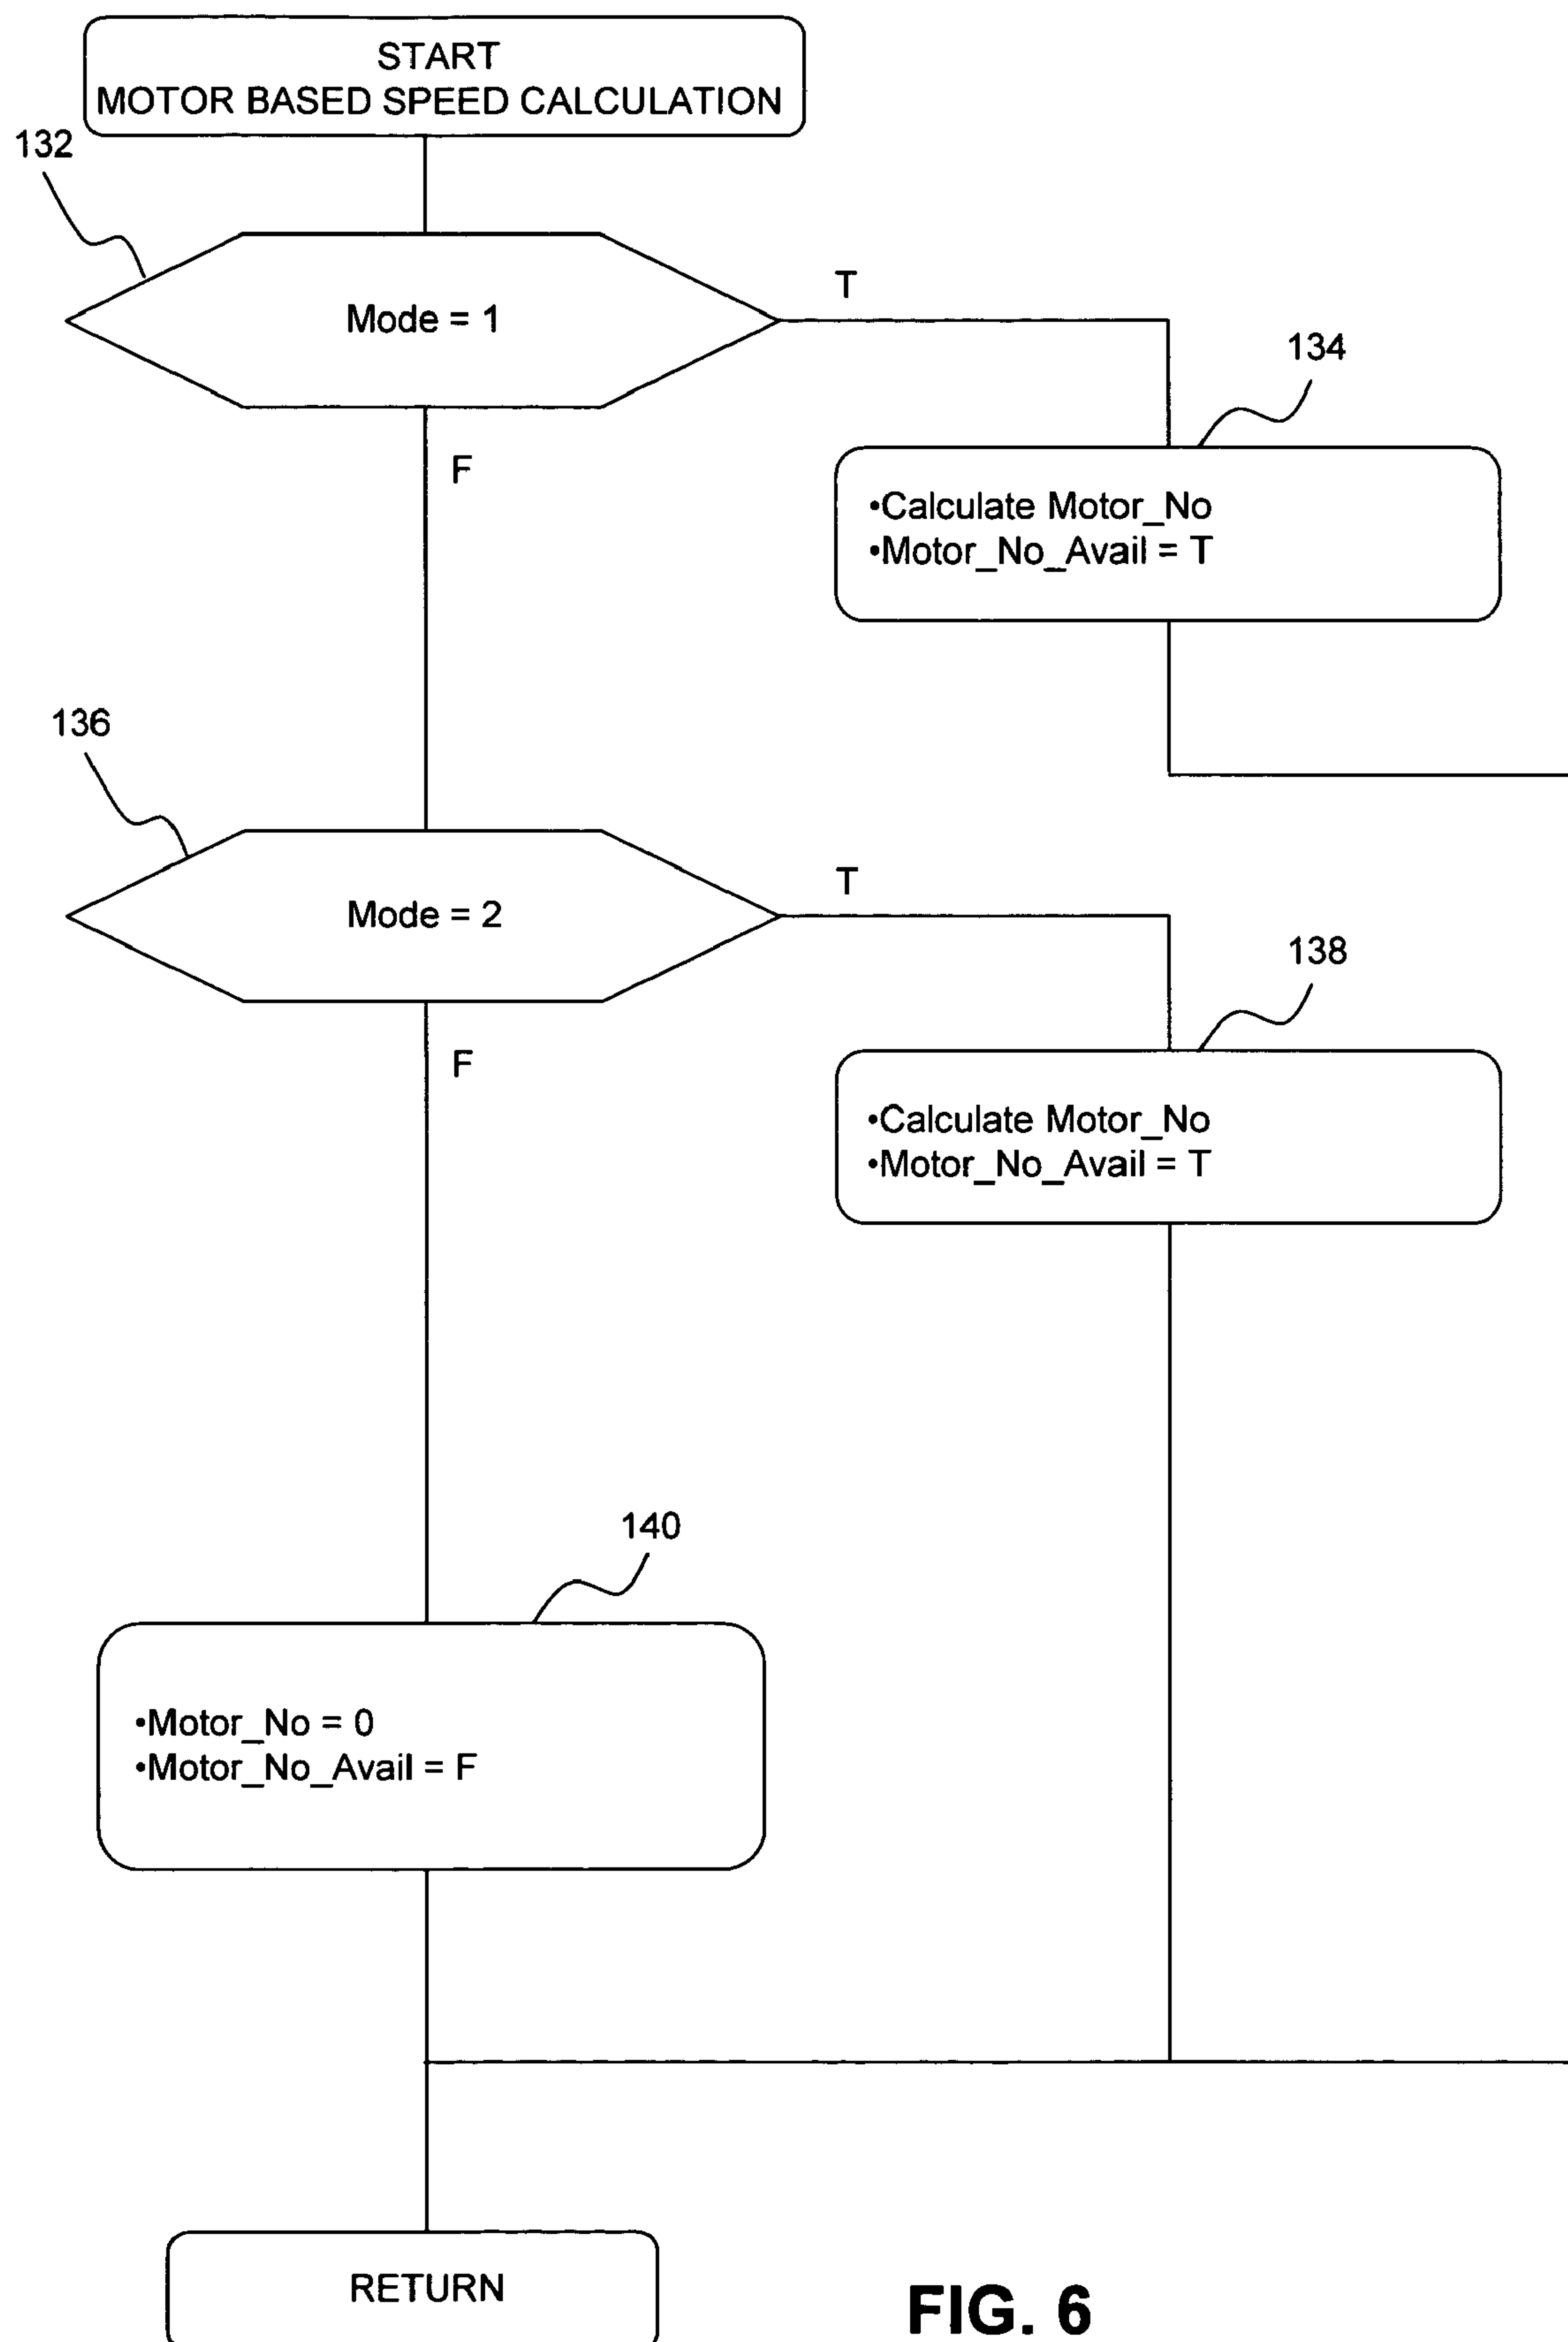 START
MOTOR BASED SPEED CALCULATION
132
Mode = 1
T
134
F
•Calculate Motor_No
•Motor_No_Avail = T
136
Mode = 2
T
138
F
•Calculate Motor_No
•Motor_No_Avail = T
140
•Motor_No = 0
•Motor_No_Avail = F
RETURN
FIG. 6